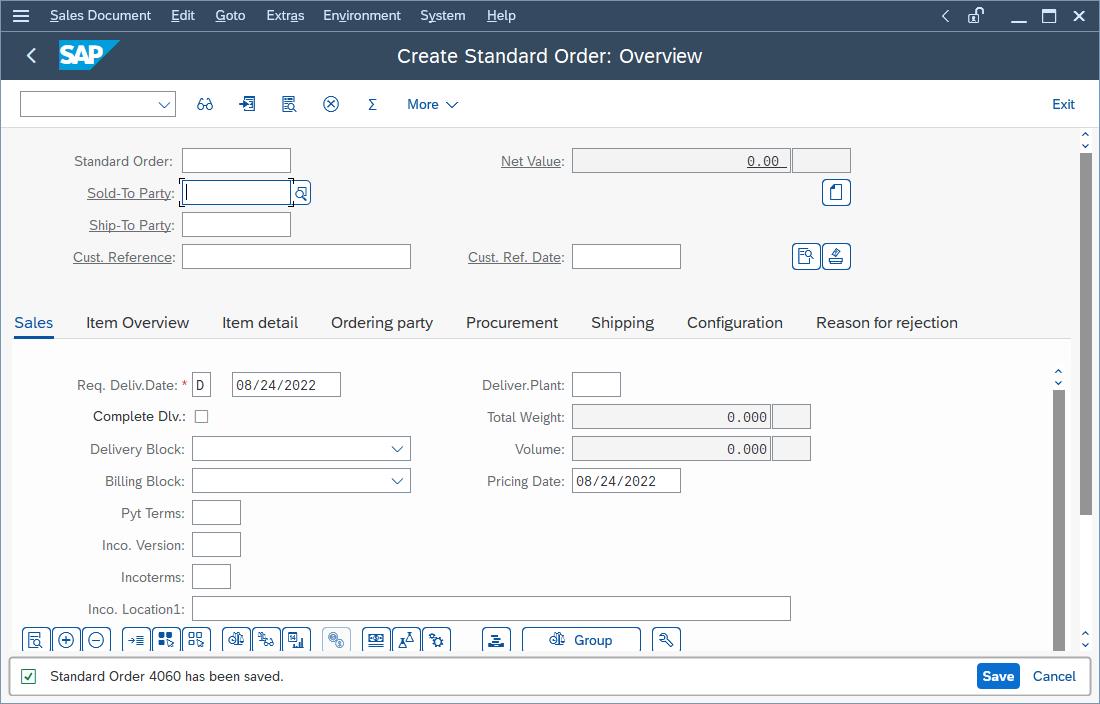 Sales Document Edit Goto Extras Environment System Help
SAP Create Standard Order: Overview
More Exit
Standard Order: Net Value: 0.00
Sold-To Party:
Ship-To Party:
Cust. Reference: Cust. Ref. Date:
Sales Item Overview Item detail Ordering party Procurement Shipping Configuration Reason for rejection
Req. Deliv.Date: * D 08/24/2022 Deliver.Plant:
Complete Dlv.: Total Weight: 0.000
Delivery Block: Volume: 0.000
Billing Block: Pricing Date: 08/24/2022
Pyt Terms:
Inco. Version:
Incoterms:
Inco. Location1:
Group
Standard Order 4060 has been saved. Save Cancel